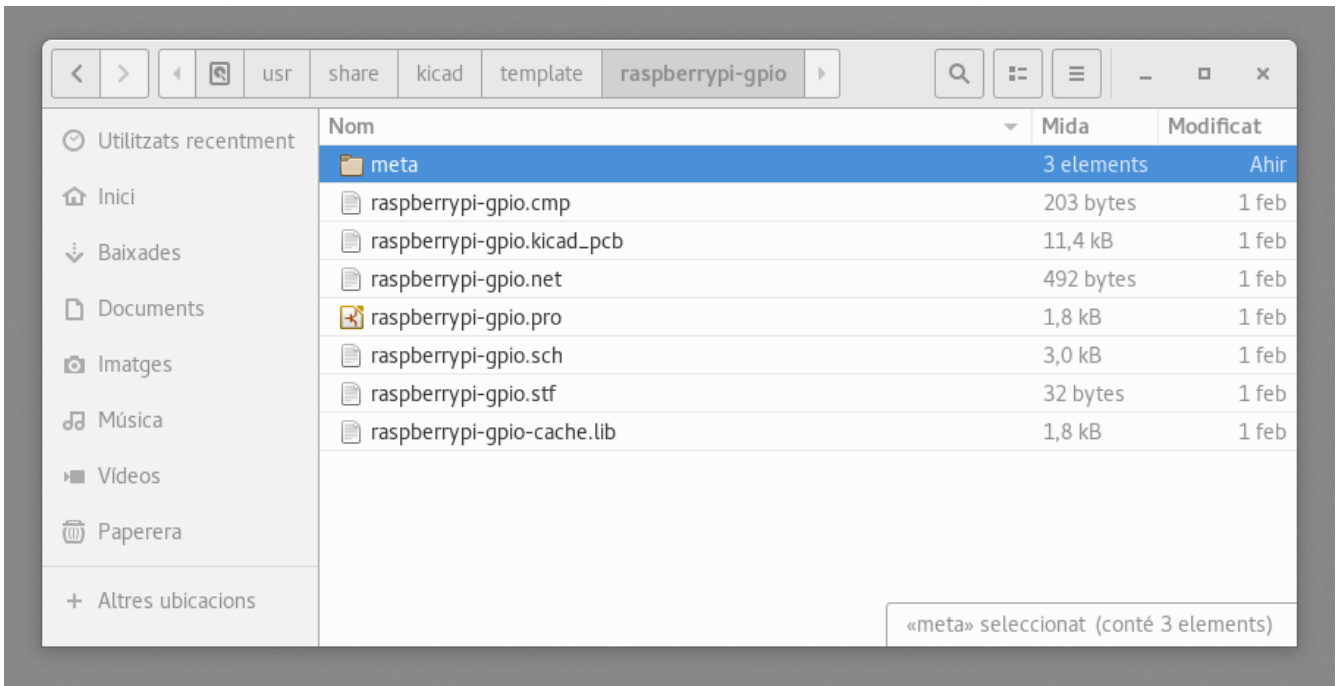 usr share kicad template raspberrypi-gpio
Utilitzats recentment
Inici
Baixades
Documents
Imatges
Música
Vídeos
Paperera
Altres ubicacions
Nom Mida Modificat
meta 3 elements Ahir
raspberrypi-gpio.cmp 203 bytes 1 feb
raspberrypi-gpio.kicad_pcb 11,4 kB 1 feb
raspberrypi-gpio.net 492 bytes 1 feb
raspberrypi-gpio.pro 1,8 kB 1 feb
raspberrypi-gpio.sch 3,0 kB 1 feb
raspberrypi-gpio.stf 32 bytes 1 feb
raspberrypi-gpio-cache.lib 1,8 kB 1 feb
«meta» seleccionat (conté 3 elements)